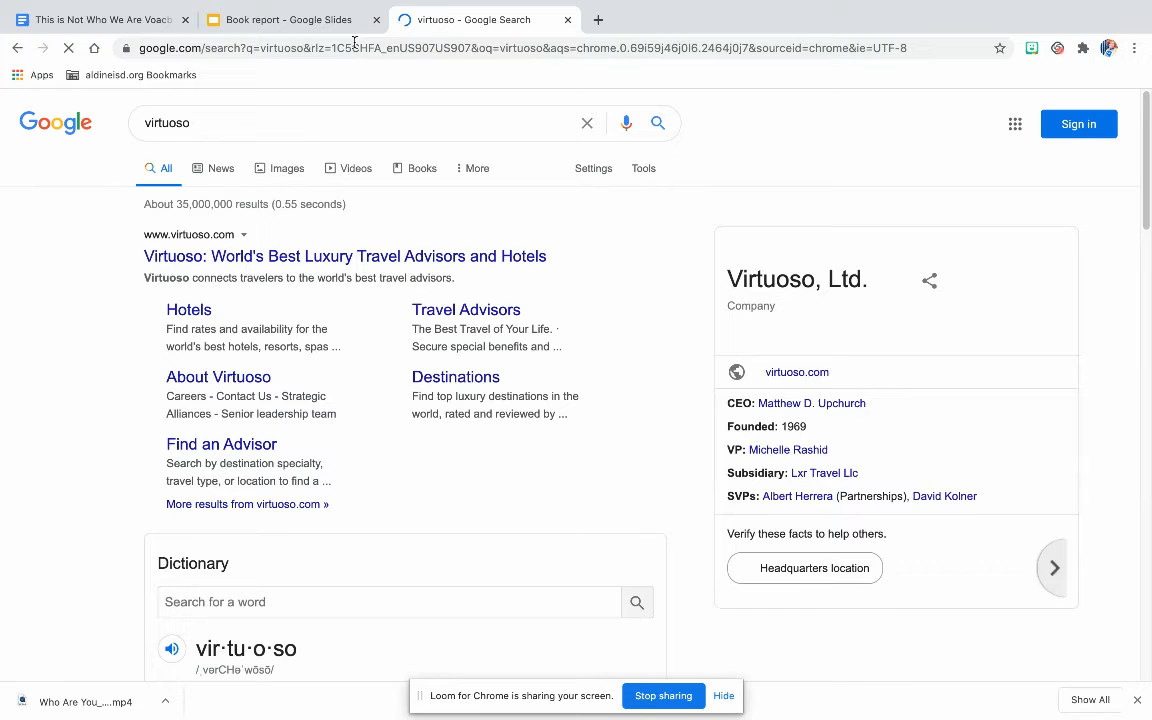 This is Not Who We Are Voacb
Book report - Google Slides
virtuoso - Google Search
google.com/search?q=virtuoso&rlz=1C5CHFA_enUS907US907&oq=virtuoso&aqs=chrome.0.69i59j46j0l6.2464j0j7&sourceid=chrome&ie=UTF-8
Apps
aldineisd.org Bookmarks
Google
virtuoso
Sign in
All
News
Images
Videos
Books
More
Settings
Tools
About 35,000,000 results (0.55 seconds)
www.virtuoso.com
Virtuoso: World's Best Luxury Travel Advisors and Hotels
Virtuoso connects travelers to the world's best travel advisors.
Hotels
Find rates and availability for the
world's best hotels, resorts, spas ...
Travel Advisors
The Best Travel of Your Life. ·
Secure special benefits and ...
About Virtuoso
Careers - Contact Us - Strategic
Alliances - Senior leadership team
Destinations
Find top luxury destinations in the
world, rated and reviewed by ...
Find an Advisor
Search by destination specialty,
travel type, or location to find a ...
More results from virtuoso.com »
Dictionary
Search for a word
vir·tu·o·so
/ˌvərCHəˈwōsō/
Virtuoso, Ltd.
Company
virtuoso.com
CEO: Matthew D. Upchurch
Founded: 1969
VP: Michelle Rashid
Subsidiary: Lxr Travel Llc
SVPs: Albert Herrera (Partnerships), David Kolner
Verify these facts to help others.
Headquarters location
Loom for Chrome is sharing your screen.
Stop sharing
Hide
Who Are You_....mp4
Show All